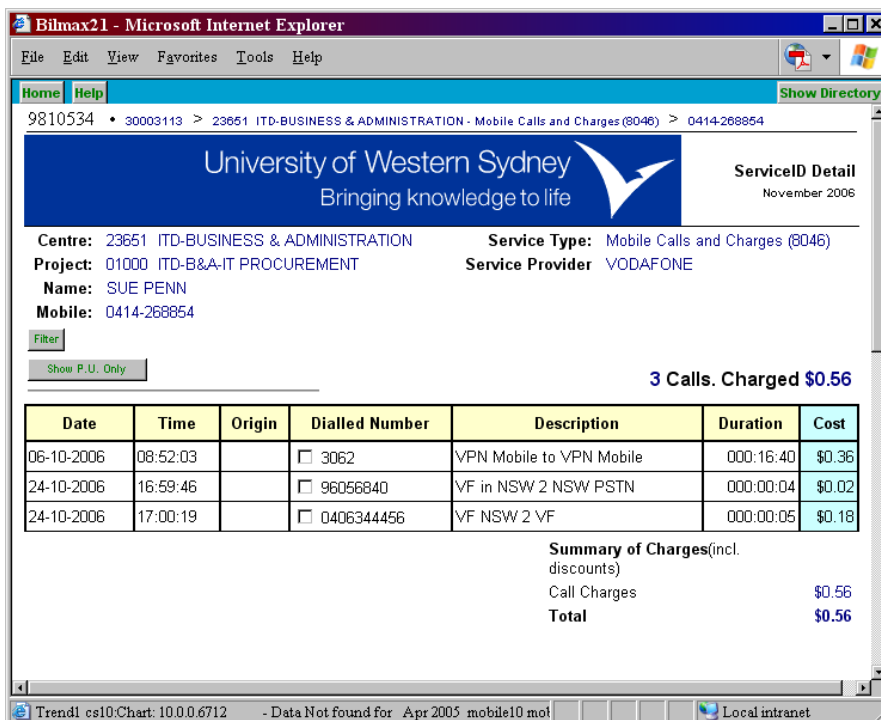 Bilmax21 - Microsoft Internet Explorer
File Edit View Favorites Tools Help
Home Help Show Directory
9810534 • 30003113 > 23651 ITD-BUSINESS & ADMINISTRATION - Mobile Calls and Charges (8046) > 0414-268854
University of Western Sydney
Bringing knowledge to life
ServiceID Detail
November 2006
Centre: 23651 ITD-BUSINESS & ADMINISTRATION Service Type: Mobile Calls and Charges (8046)
Project: 01000 ITD-B&A-IT PROCUREMENT Service Provider VODAFONE
Name: SUE PENN
Mobile: 0414-268854
Filter
Show P.U. Only
3 Calls. Charged $0.56
Date Time Origin Dialled Number Description Duration Cost
06-10-2006 08:52:03 3062 VPN Mobile to VPN Mobile 000:16:40 $0.36
24-10-2006 16:59:46 96056840 VF in NSW 2 NSW PSTN 000:00:04 $0.02
24-10-2006 17:00:19 0406344456 VF NSW 2 VF 000:00:05 $0.18
Summary of Charges(incl.
discounts)
Call Charges $0.56
Total $0.56
Trend1 cs10:Chart: 10.0.0.6712 - Data Not found for Apr 2005 mobile10 mot Local intranet